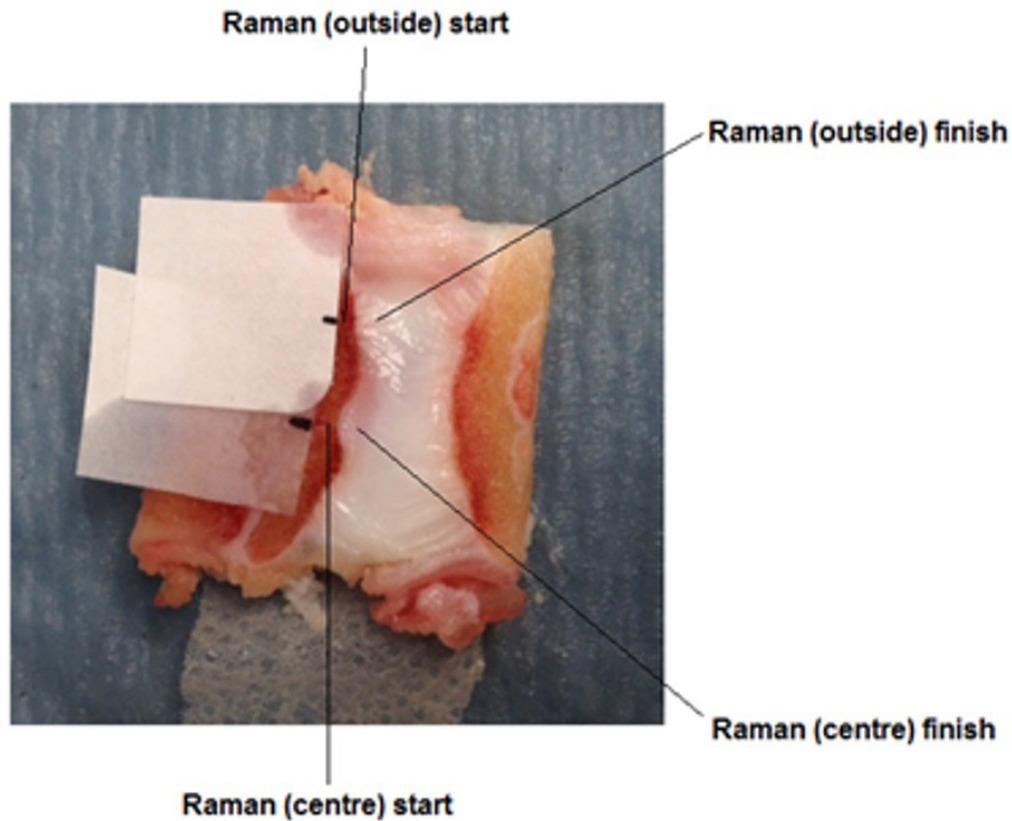 Raman (outside) start
Raman (outside) finish
Raman (centre) finish
Raman (centre) start